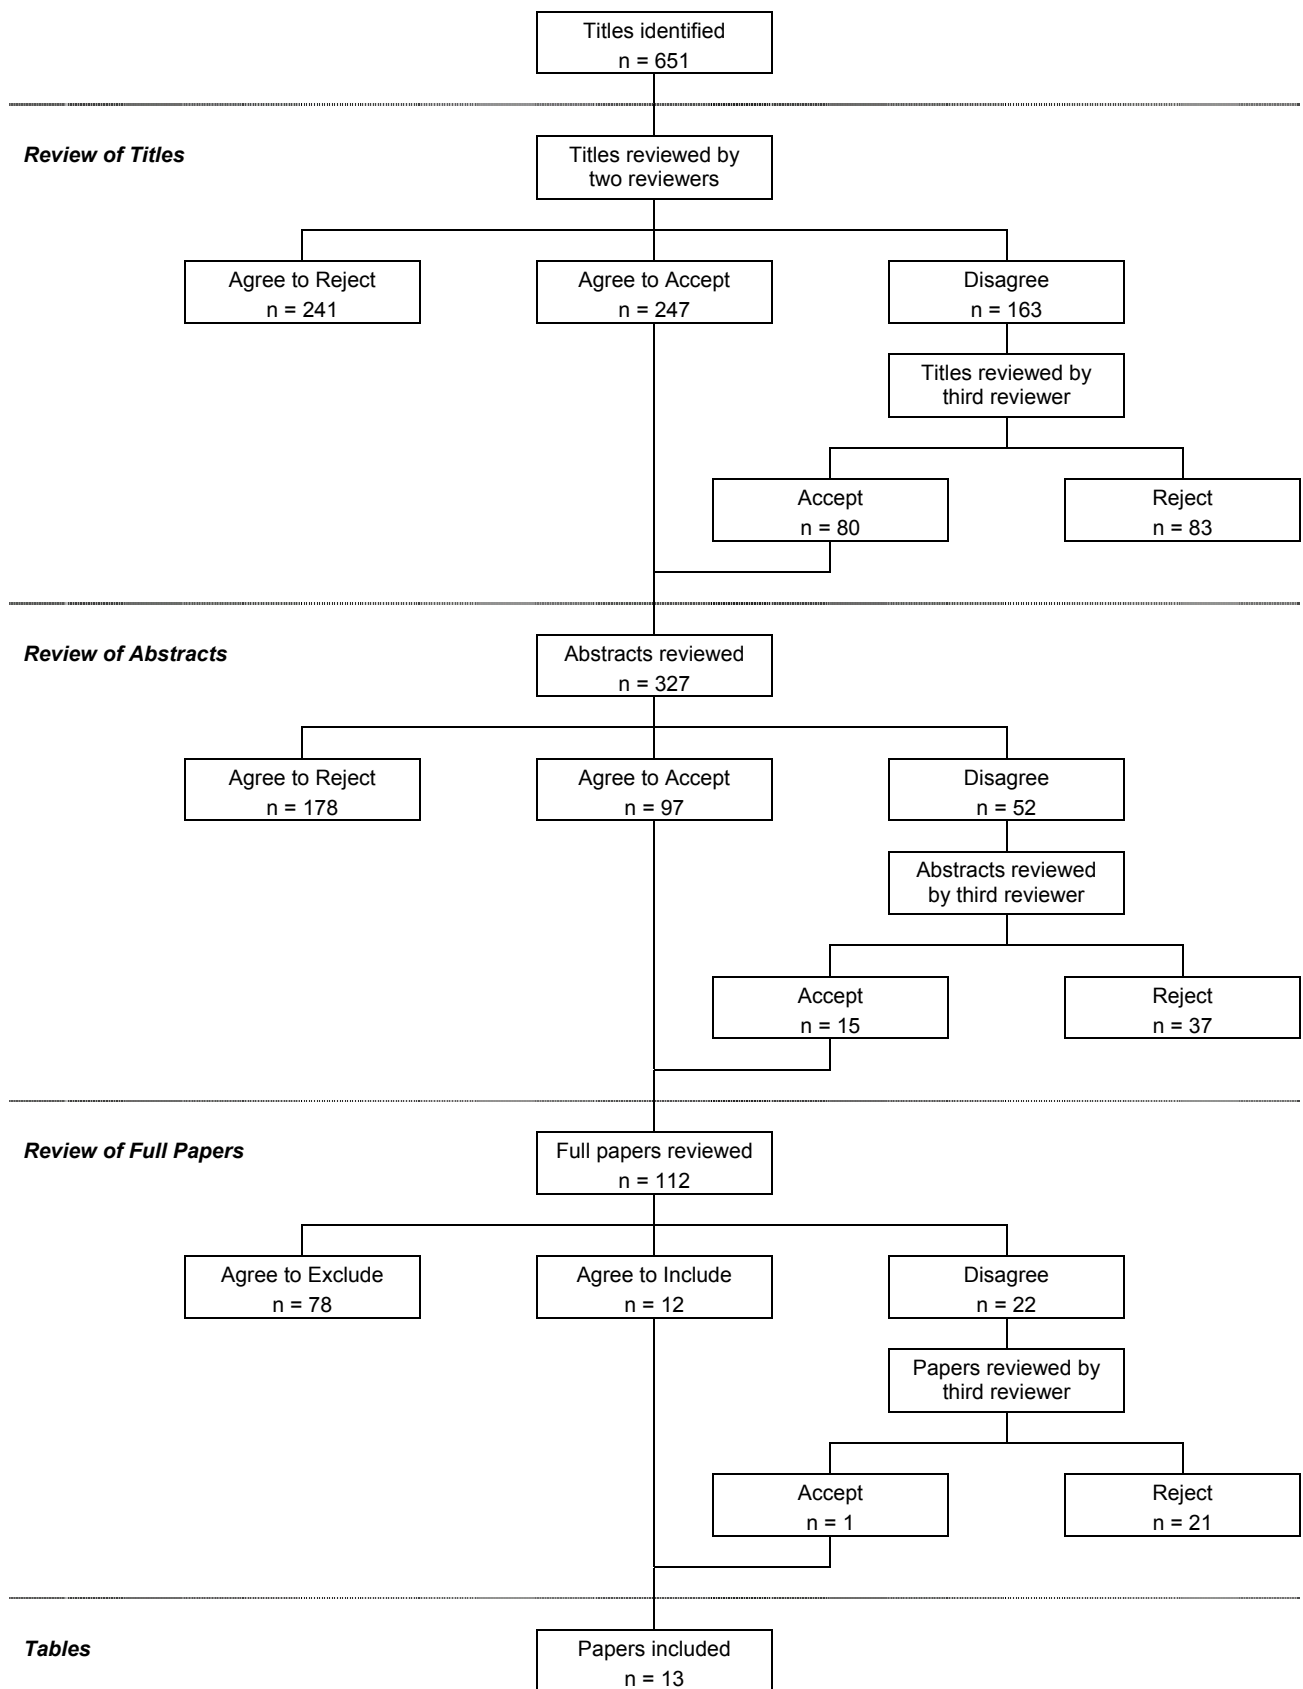 Titles identified
n = 651
Review of Titles
Titles reviewed by
two reviewers
Agree to Reject
n = 241
Agree to Accept
n = 247
Disagree
n = 163
Titles reviewed by
third reviewer
Accept
n = 80
Reject
n = 83
Review of Abstracts
Abstracts reviewed
n = 327
Agree to Reject
n = 178
Agree to Accept
n = 97
Disagree
n = 52
Abstracts reviewed
by third reviewer
Accept
n = 15
Reject
n = 37
Review of Full Papers
Full papers reviewed
n = 112
Agree to Exclude
n = 78
Agree to Include
n = 12
Disagree
n = 22
Papers reviewed by
third reviewer
Accept
n = 1
Reject
n = 21
Tables
Papers included
n = 13